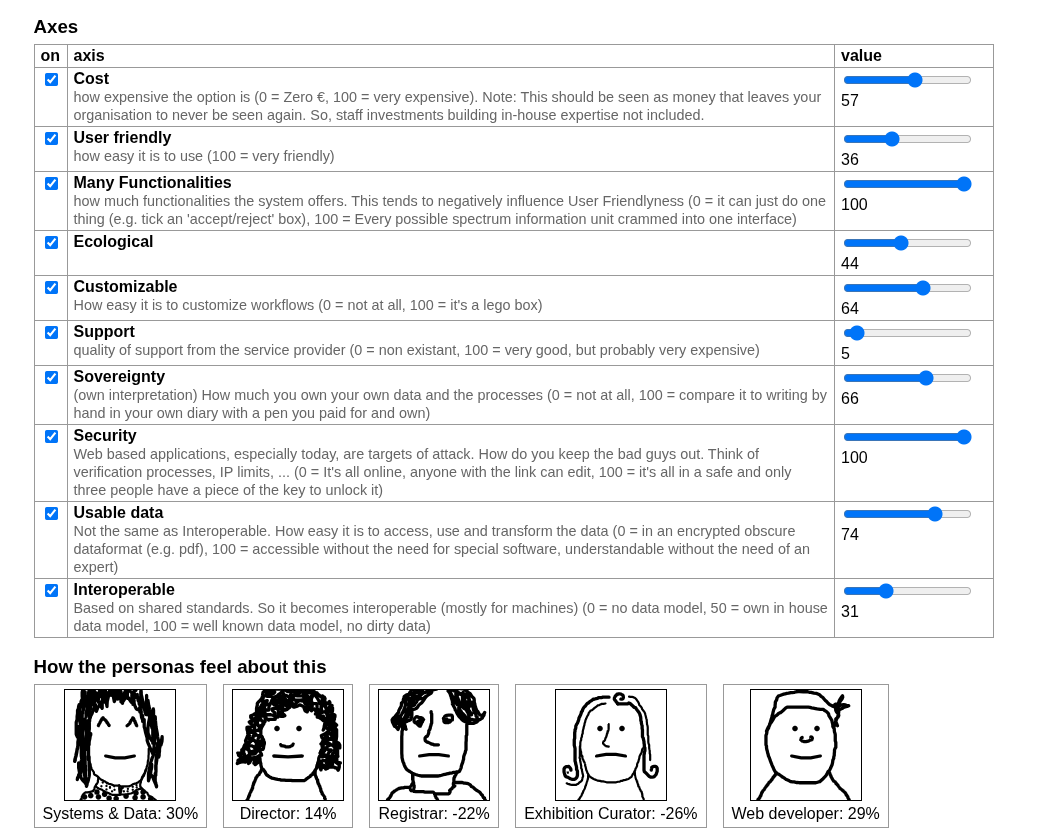 Axes
on axis value
Cost
how expensive the option is (0 = Zero €, 100 = very expensive). Note: This should be seen as money that leaves your
organisation to never be seen again. So, staff investments building in-house expertise not included.
57
User friendly
how easy it is to use (100 = very friendly)
36
Many Functionalities
how much functionalities the system offers. This tends to negatively influence User Friendlyness (0 = it can just do one
thing (e.g. tick an 'accept/reject' box), 100 = Every possible spectrum information unit crammed into one interface)
100
Ecological
44
Customizable
How easy it is to customize workflows (0 = not at all, 100 = it's a lego box)
64
Support
quality of support from the service provider (0 = non existant, 100 = very good, but probably very expensive)
5
Sovereignty
(own interpretation) How much you own your own data and the processes (0 = not at all, 100 = compare it to writing by
hand in your own diary with a pen you paid for and own)
66
Security
Web based applications, especially today, are targets of attack. How do you keep the bad guys out. Think of
verification processes, IP limits, ... (0 = It's all online, anyone with the link can edit, 100 = it's all in a safe and only
three people have a piece of the key to unlock it)
100
Usable data
Not the same as Interoperable. How easy it is to access, use and transform the data (0 = in an encrypted obscure
dataformat (e.g. pdf), 100 = accessible without the need for special software, understandable without the need of an
expert)
74
Interoperable
Based on shared standards. So it becomes interoperable (mostly for machines) (0 = no data model, 50 = own in house
data model, 100 = well known data model, no dirty data)
31
How the personas feel about this
Systems & Data: 30%
Director: 14%
Registrar: -22%
Exhibition Curator: -26%
Web developer: 29%